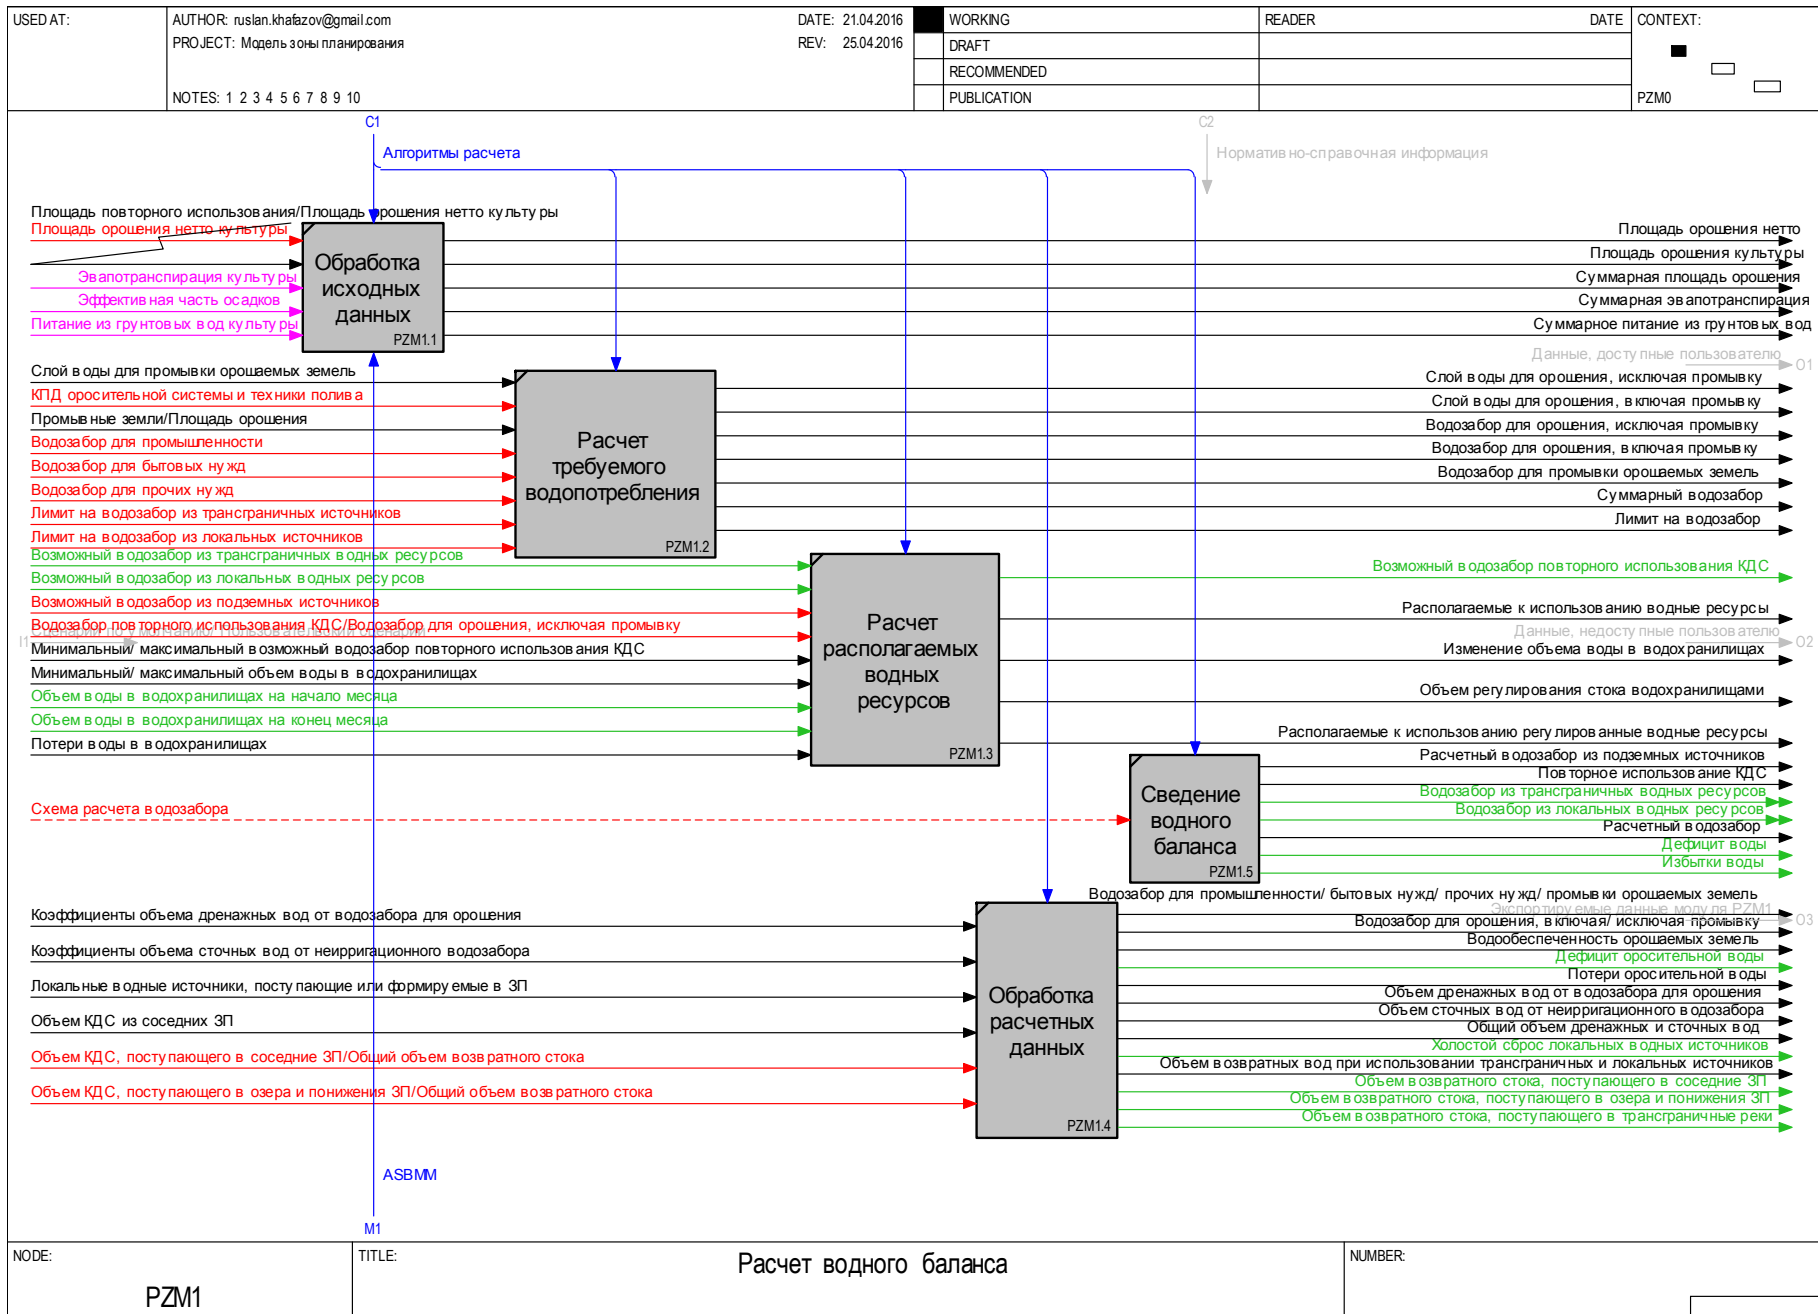 USED AT:
AUTHOR: ruslan.khafazov@gmail.com
DATE: 21.04.2016
PROJECT: Модель зоны планирования
REV: 25.04.2016
NOTES: 1 2 3 4 5 6 7 8 9 10
WORKING
DRAFT
RECOMMENDED
PUBLICATION
READER
DATE
CONTEXT:
PZM0
C1
C2
Алгоритмы расчета
Нормативно-справочная информация
Площадь повторного использования/Площадь орошения нетто культуры
Площадь орошения нетто культуры
Эвапотранспирация культуры
Эффективная часть осадков
Питание из грунтовых вод культуры
Обработка
исходных
данных
PZM1.1
Площадь орошения нетто
Площадь орошения культуры
Суммарная площадь орошения
Суммарная эвапотранспирация
Суммарное питание из грунтовых вод
Данные, доступные пользователю
O1
Слой воды для промывки орошаемых земель
КПД оросительной системы и техники полива
Промывные земли/Площадь орошения
Водозабор для промышленности
Водозабор для бытовых нужд
Водозабор для прочих нужд
Лимит на водозабор из трансграничных источников
Лимит на водозабор из локальных источников
Расчет
требуемого
водопотребления
PZM1.2
Слой воды для орошения, исключая промывку
Слой воды для орошения, включая промывку
Водозабор для орошения, исключая промывку
Водозабор для орошения, включая промывку
Водозабор для промывки орошаемых земель
Суммарный водозабор
Лимит на водозабор
Возможный водозабор из трансграничных водных ресурсов
Возможный водозабор из локальных водных ресурсов
Возможный водозабор из подземных источников
Водозабор повторного использования КДС/Водозабор для орошения, исключая промывку
I1
Сценарий по умолчанию/ Пользовательский сценарий
Минимальный/ максимальный возможный водозабор повторного использования КДС
Минимальный/ максимальный объем воды в водохранилищах
Объем воды в водохранилищах на начало месяца
Объем воды в водохранилищах на конец месяца
Потери воды в водохранилищах
Расчет
располагаемых
водных
ресурсов
PZM1.3
Возможный водозабор повторного использования КДС
Располагаемые к использованию водные ресурсы
Данные, недоступные пользователю
O2
Изменение объема воды в водохранилищах
Объем регулирования стока водохранилищами
Располагаемые к использованию регулированные водные ресурсы
Схема расчета водозабора
Сведение
водного
баланса
PZM1.5
Расчетный водозабор из подземных источников
Повторное использование КДС
Водозабор из трансграничных водных ресурсов
Водозабор из локальных водных ресурсов
Расчетный водозабор
Дефицит воды
Избытки воды
Коэффициенты объема дренажных вод от водозабора для орошения
Коэффициенты объема сточных вод от неирригационного водозабора
Локальные водные источники, поступающие или формируемые в ЗП
Объем КДС из соседних ЗП
Объем КДС, поступающего в соседние ЗП/Общий объем возвратного стока
Объем КДС, поступающего в озера и понижения ЗП/Общий объем возвратного стока
Обработка
расчетных
данных
PZM1.4
Водозабор для промышленности/ бытовых нужд/ прочих нужд/ промывки орошаемых земель
Экспортируемые данные модуля PZM1
O3
Водозабор для орошения, включая/ исключая промывку
Водообеспеченность орошаемых земель
Дефицит оросительной воды
Потери оросительной воды
Объем дренажных вод от водозабора для орошения
Объем сточных вод от неирригационного водозабора
Общий объем дренажных и сточных вод
Холостой сброс локальных водных источников
Объем возвратных вод при использовании трансграничных и локальных источников
Объем возвратного стока, поступающего в соседние ЗП
Объем возвратного стока, поступающего в озера и понижения ЗП
Объем возвратного стока, поступающего в трансграничные реки
ASBMM
M1
NODE:
PZM1
TITLE:
Расчет водного баланса
NUMBER: